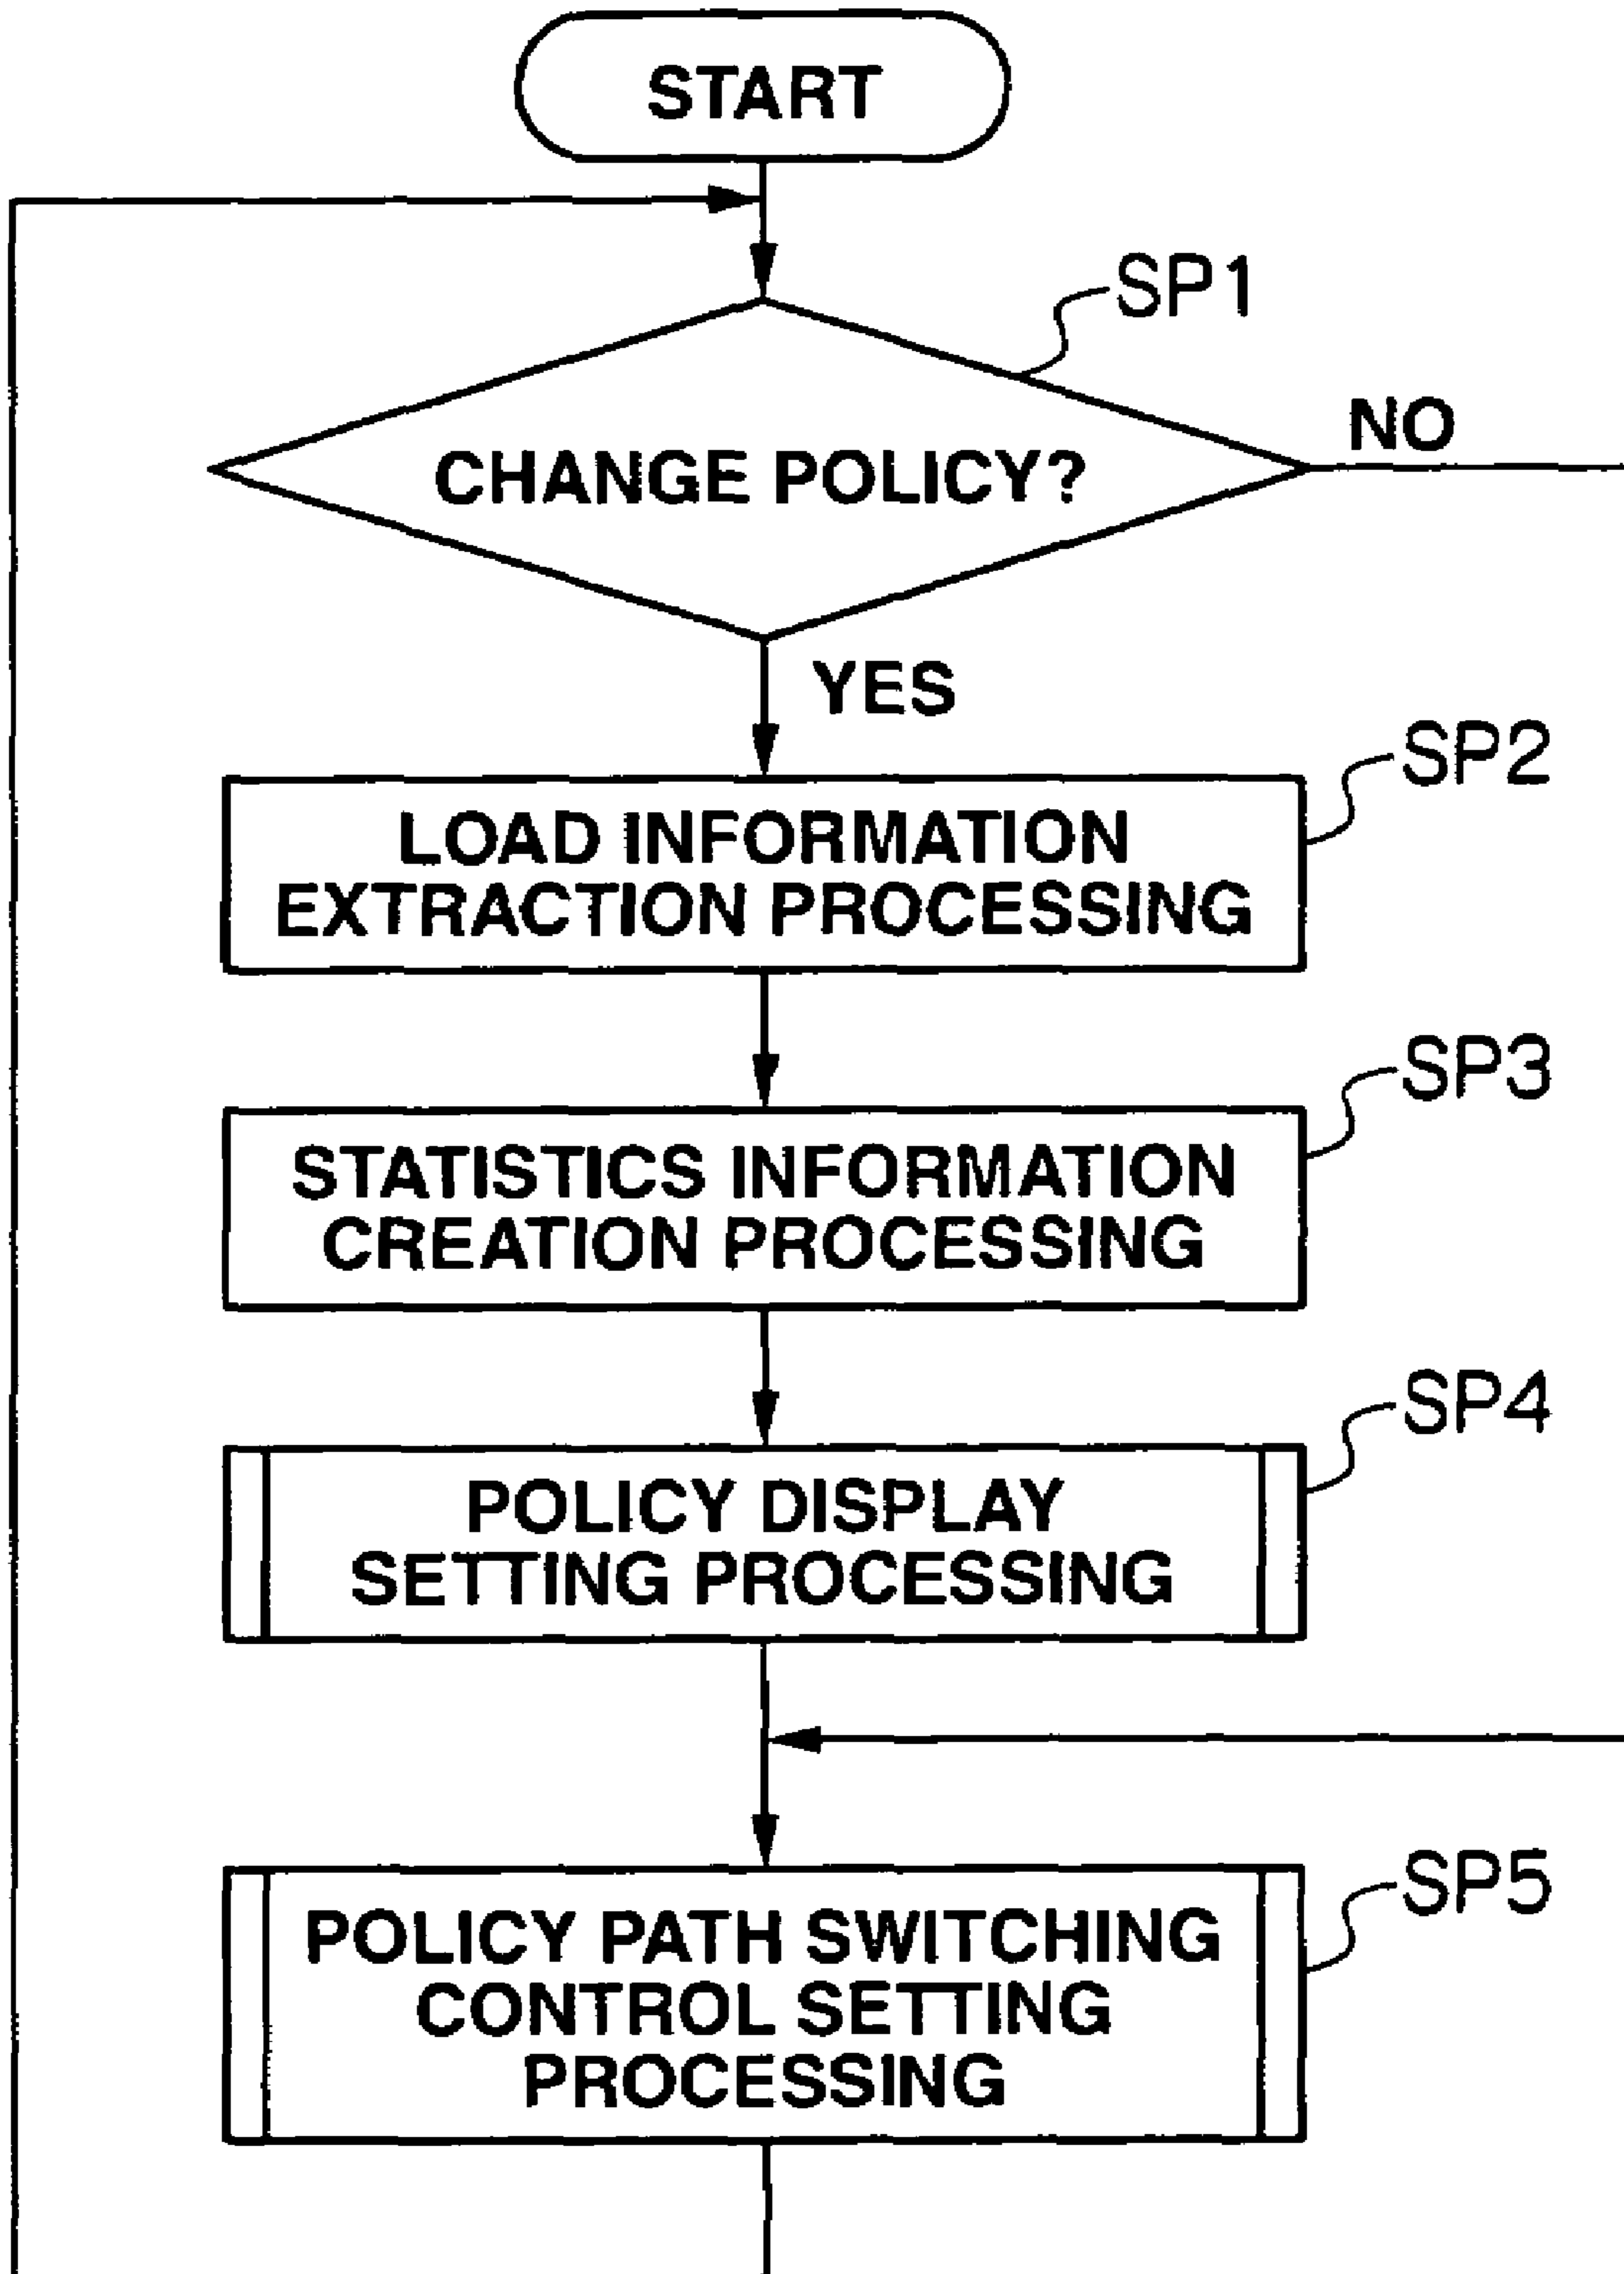 START
SP1
CHANGE POLICY?
NO
YES
SP2
LOAD INFORMATION
EXTRACTION PROCESSING
SP3
STATISTICS INFORMATION
CREATION PROCESSING
SP4
POLICY DISPLAY
SETTING PROCESSING
SP5
POLICY PATH SWITCHING
CONTROL SETTING
PROCESSING